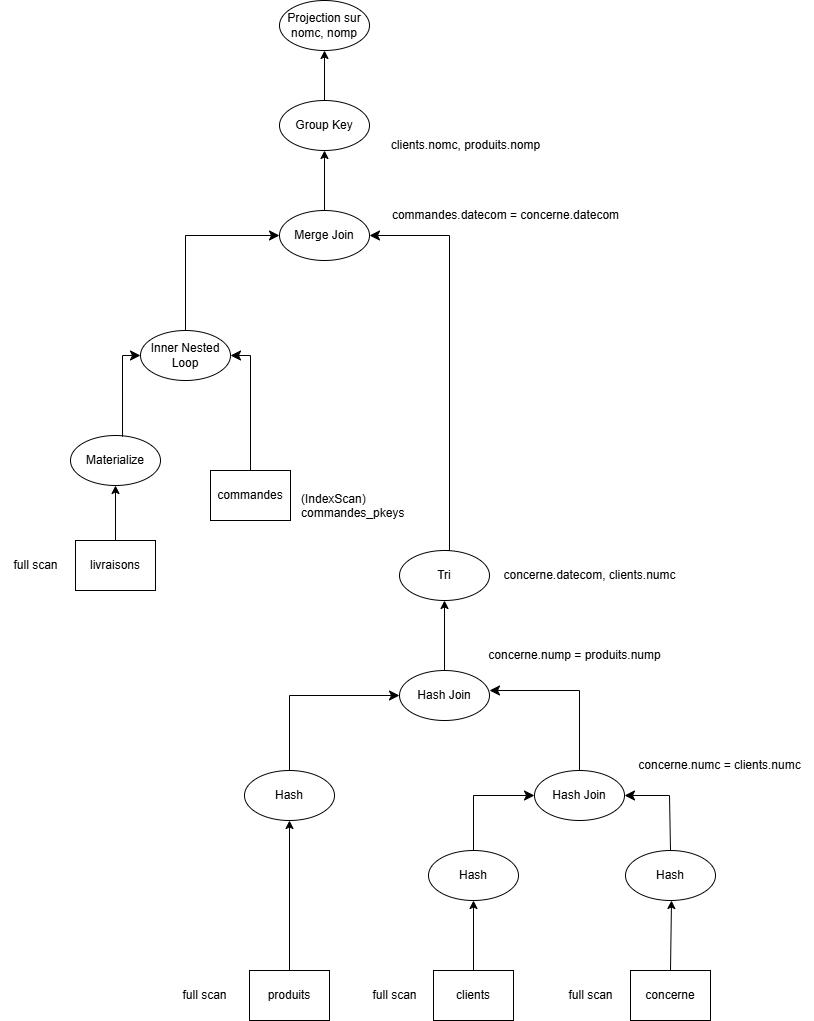 Projection sur
nomc, nomp
Group Key
clients.nomc, produits.nomp
commandes.datecom = concerne.datecom
Merge Join
Inner Nested
Loop
Materialize
commandes
(IndexScan)
commandes_pkeys
full scan
livraisons
Tri
concerne.datecom, clients.numc
concerne.nump = produits.nump
Hash Join
concerne.numc = clients.numc
Hash
Hash Join
Hash
Hash
full scan
produits
full scan
clients
full scan
concerne